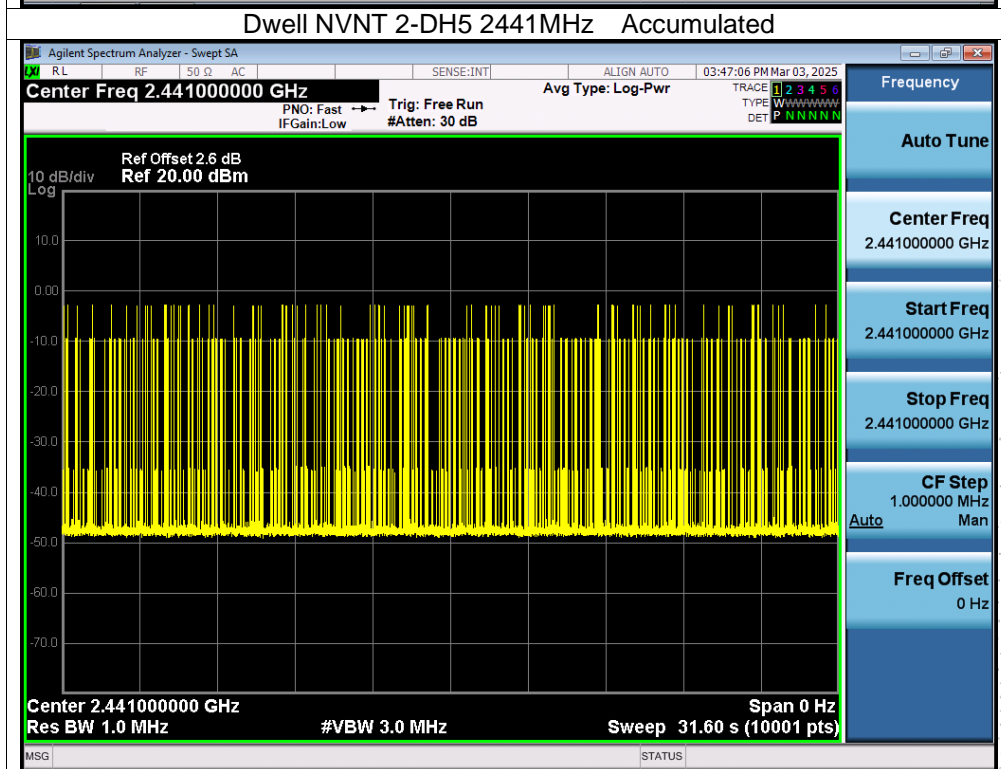 Dwell NVNT 2-DH5 2441MHz Accumulated
Agilent Spectrum Analyzer - Swept SA
LXI RL RF 50 Ω AC SENSE:INT ALIGN AUTO 03:47:06 PM Mar 03, 2025
Center Freq 2.441000000 GHz
PNO: Fast
IFGain:Low
Trig: Free Run
#Atten: 30 dB
Avg Type: Log-Pwr
TRACE 1 2 3 4 5 6
TYPE WWWWWWW
DET P N N N N N
Frequency
Auto Tune
Center Freq
2.441000000 GHz
Start Freq
2.441000000 GHz
Stop Freq
2.441000000 GHz
CF Step
1.000000 MHz
Auto Man
Freq Offset
0 Hz
Ref Offset 2.6 dB
10 dB/div Ref 20.00 dBm
Log
10.0
0.00
-10.0
-20.0
-30.0
-40.0
-50.0
-60.0
-70.0
Center 2.441000000 GHz Span 0 Hz
Res BW 1.0 MHz #VBW 3.0 MHz Sweep 31.60 s (10001 pts)
MSG STATUS